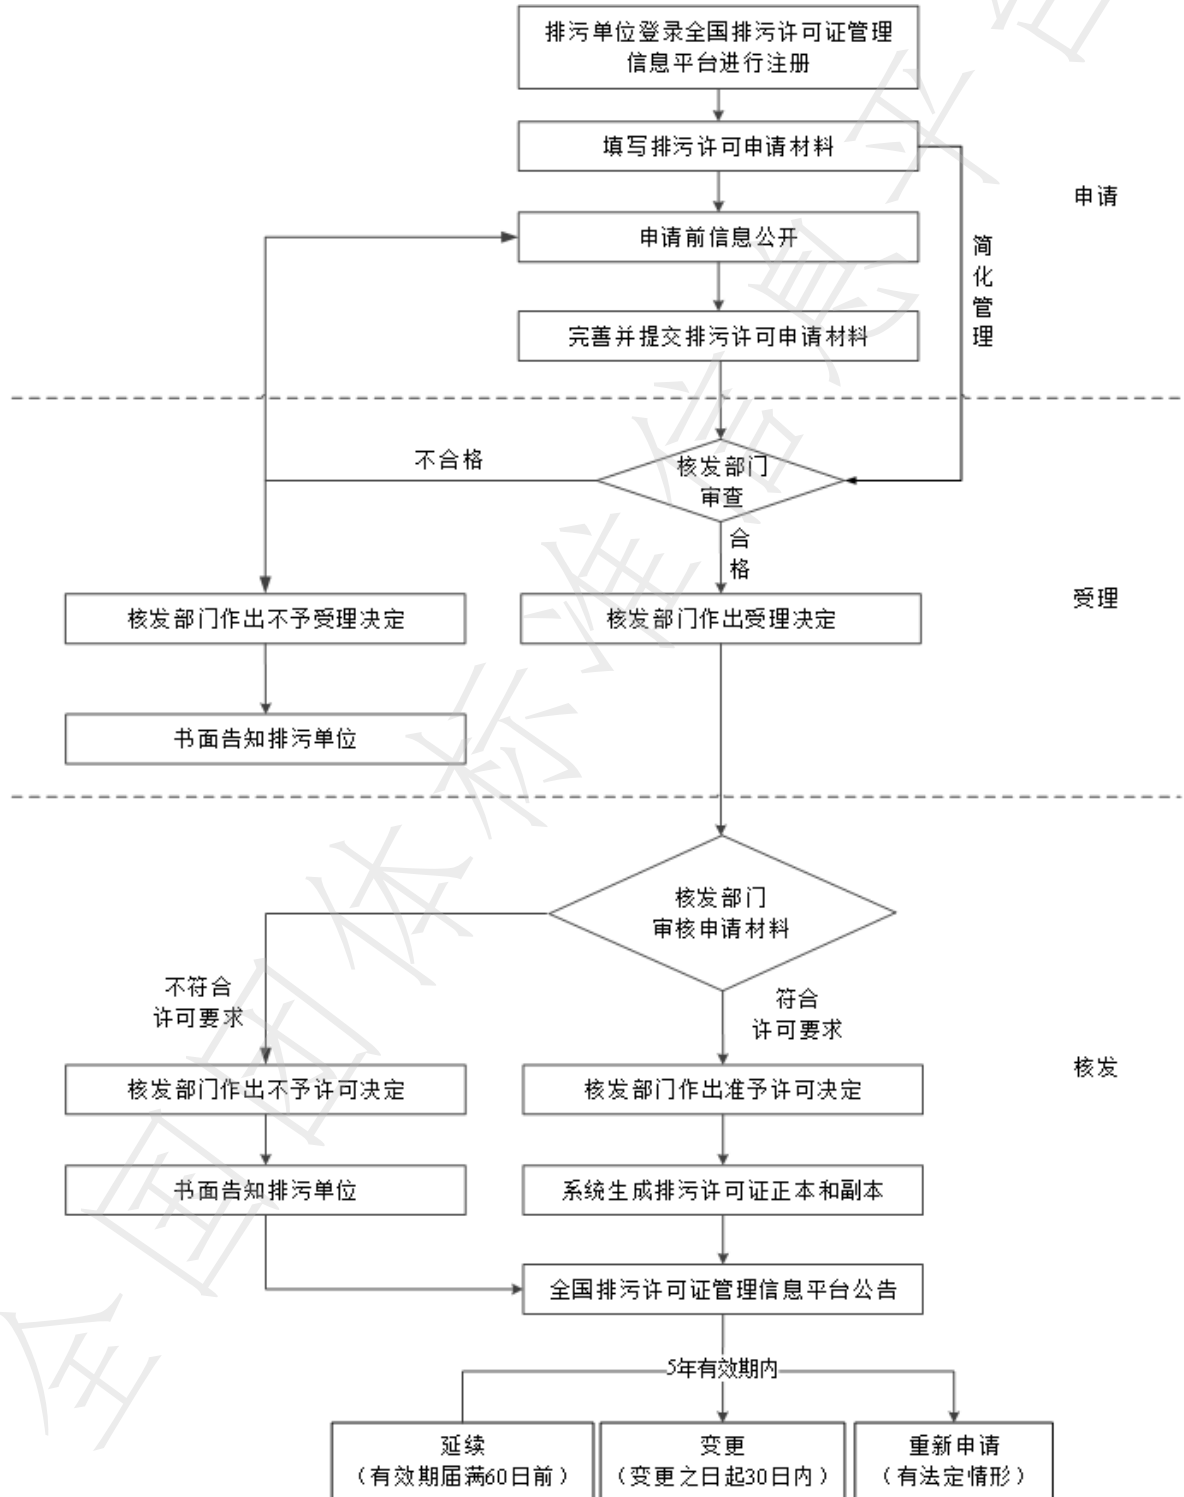 排污单位登录全国排污许可证管理
信息平台进行注册
填写排污许可申请材料
申请
申请前信息公开
简化管理
完善并提交排污许可申请材料
不合格
核发部门
审查
合格
核发部门作出不予受理决定
核发部门作出受理决定
受理
书面告知排污单位
核发部门
审核申请材料
不符合
许可要求
符合
许可要求
核发部门作出不予许可决定
核发部门作出准予许可决定
核发
书面告知排污单位
系统生成排污许可证正本和副本
全国排污许可证管理信息平台公告
5年有效期内
延续
（有效期届满60日前）
变更
（变更之日起30日内）
重新申请
（有法定情形）
全国团体标准信息平台